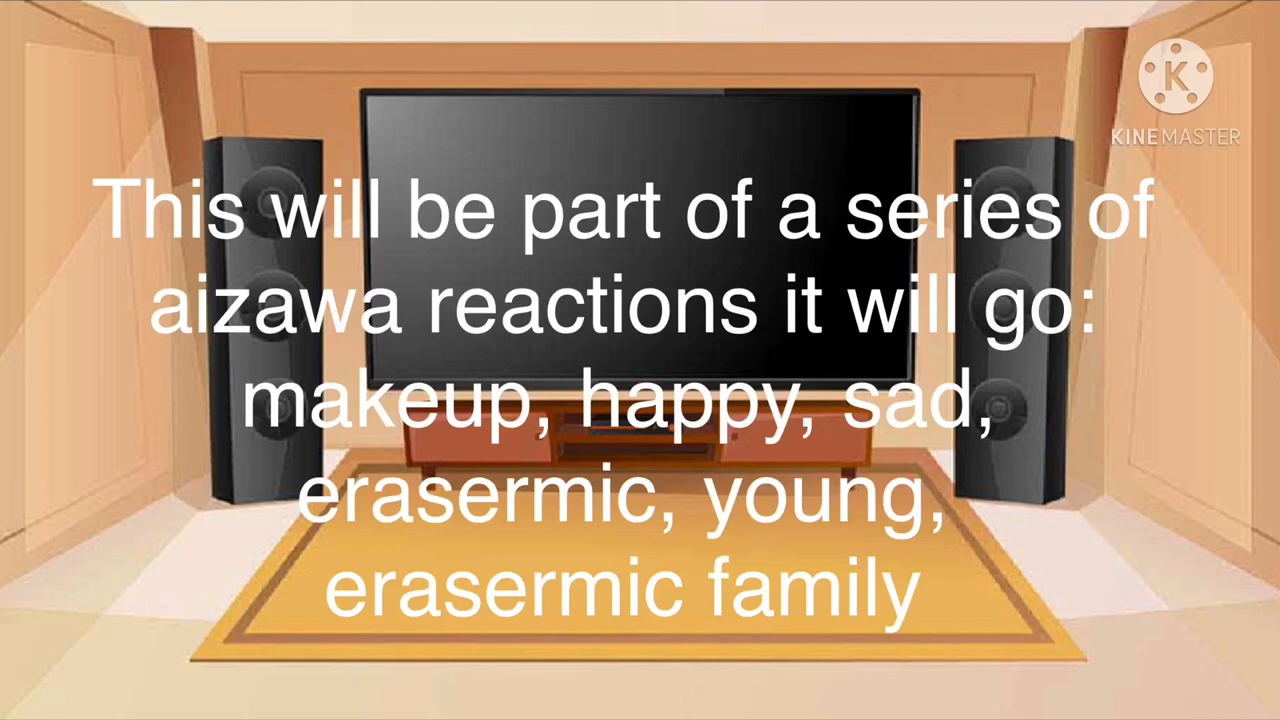 K
KINEMASTER
This will be part of a series of
aizawa reactions it will go:
makeup, happy, sad,
erasermic, young,
erasermic family